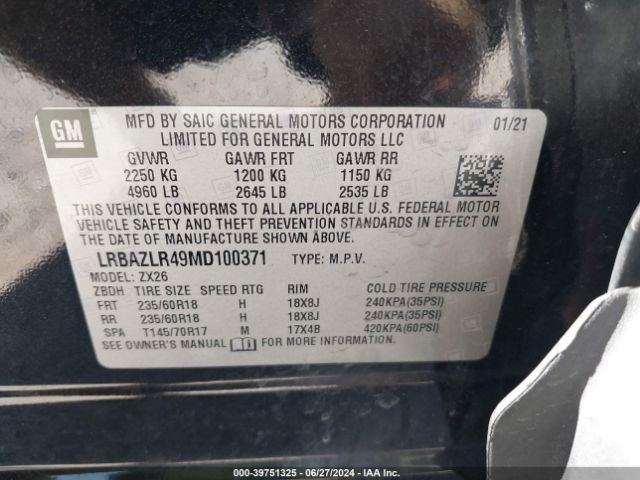 GM
MFD BY SAIC GENERAL MOTORS CORPORATION 01/21
LIMITED FOR GENERAL MOTORS LLC
GVWR GAWR FRT GAWR RR
2250 KG 1200 KG 1150 KG
4960 LB 2645 LB 2535 LB
THIS VEHICLE CONFORMS TO ALL APPLICABLE U.S. FEDERAL MOTOR
VEHICLE SAFETY AND THEFT PREVENTION STANDARDS IN EFFECT ON
THE DATE OF MANUFACTURE SHOWN ABOVE.
LRBAZLR49MD100371 TYPE: M.P.V.
MODEL: ZX26
ZBDH TIRE SIZE SPEED RTG RIM COLD TIRE PRESSURE
FRT 235/60R18 H 18X8J 240KPA(35PSI)
RR 235/60R18 H 18X8J 240KPA(35PSI)
SPA T145/70R17 M 17X4B 420KPA(60PSI)
SEE OWNER'S MANUAL FOR MORE INFORMATION.
000-39751325 06/27/2024 IAA, Inc.